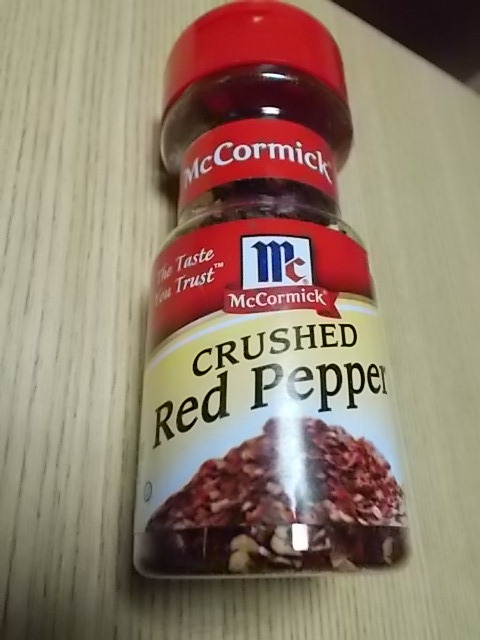 McCormick
The Taste
You Trust™
Mc
McCormick®
CRUSHED
Red Pepper